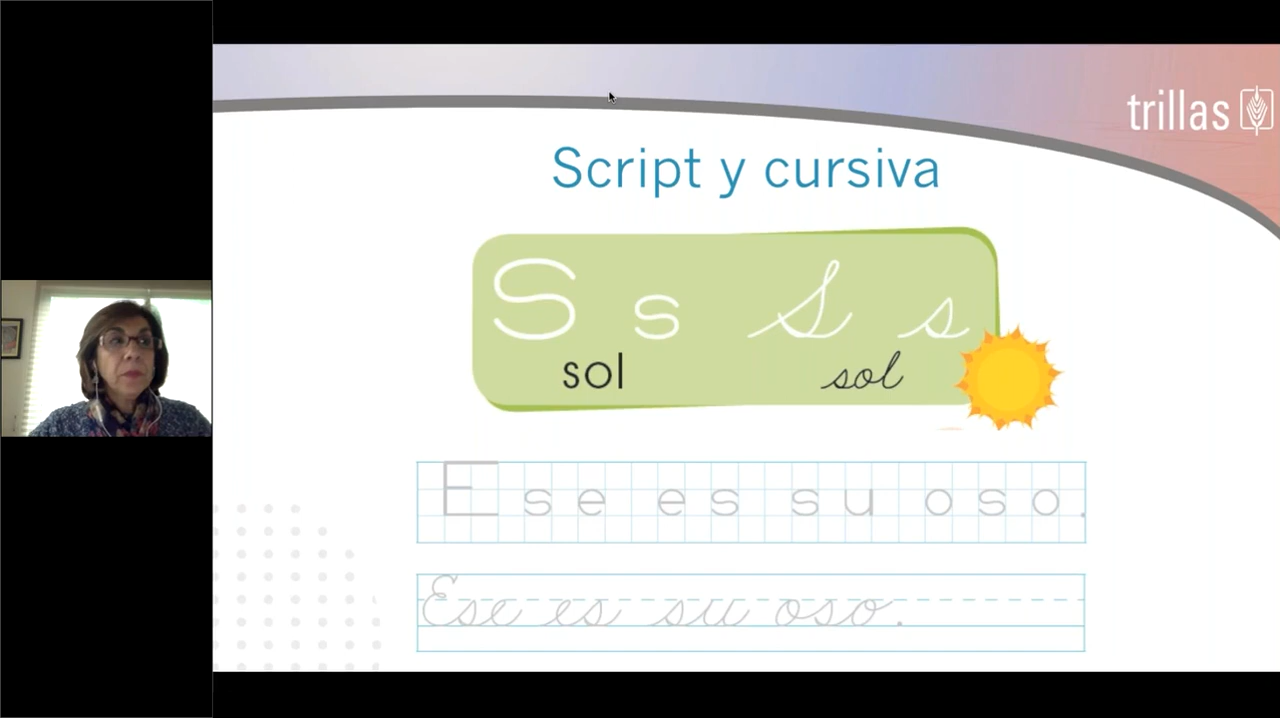 trillas
Script y cursiva
S s S s
sol sol
Ese es su oso.
Ese es su oso.